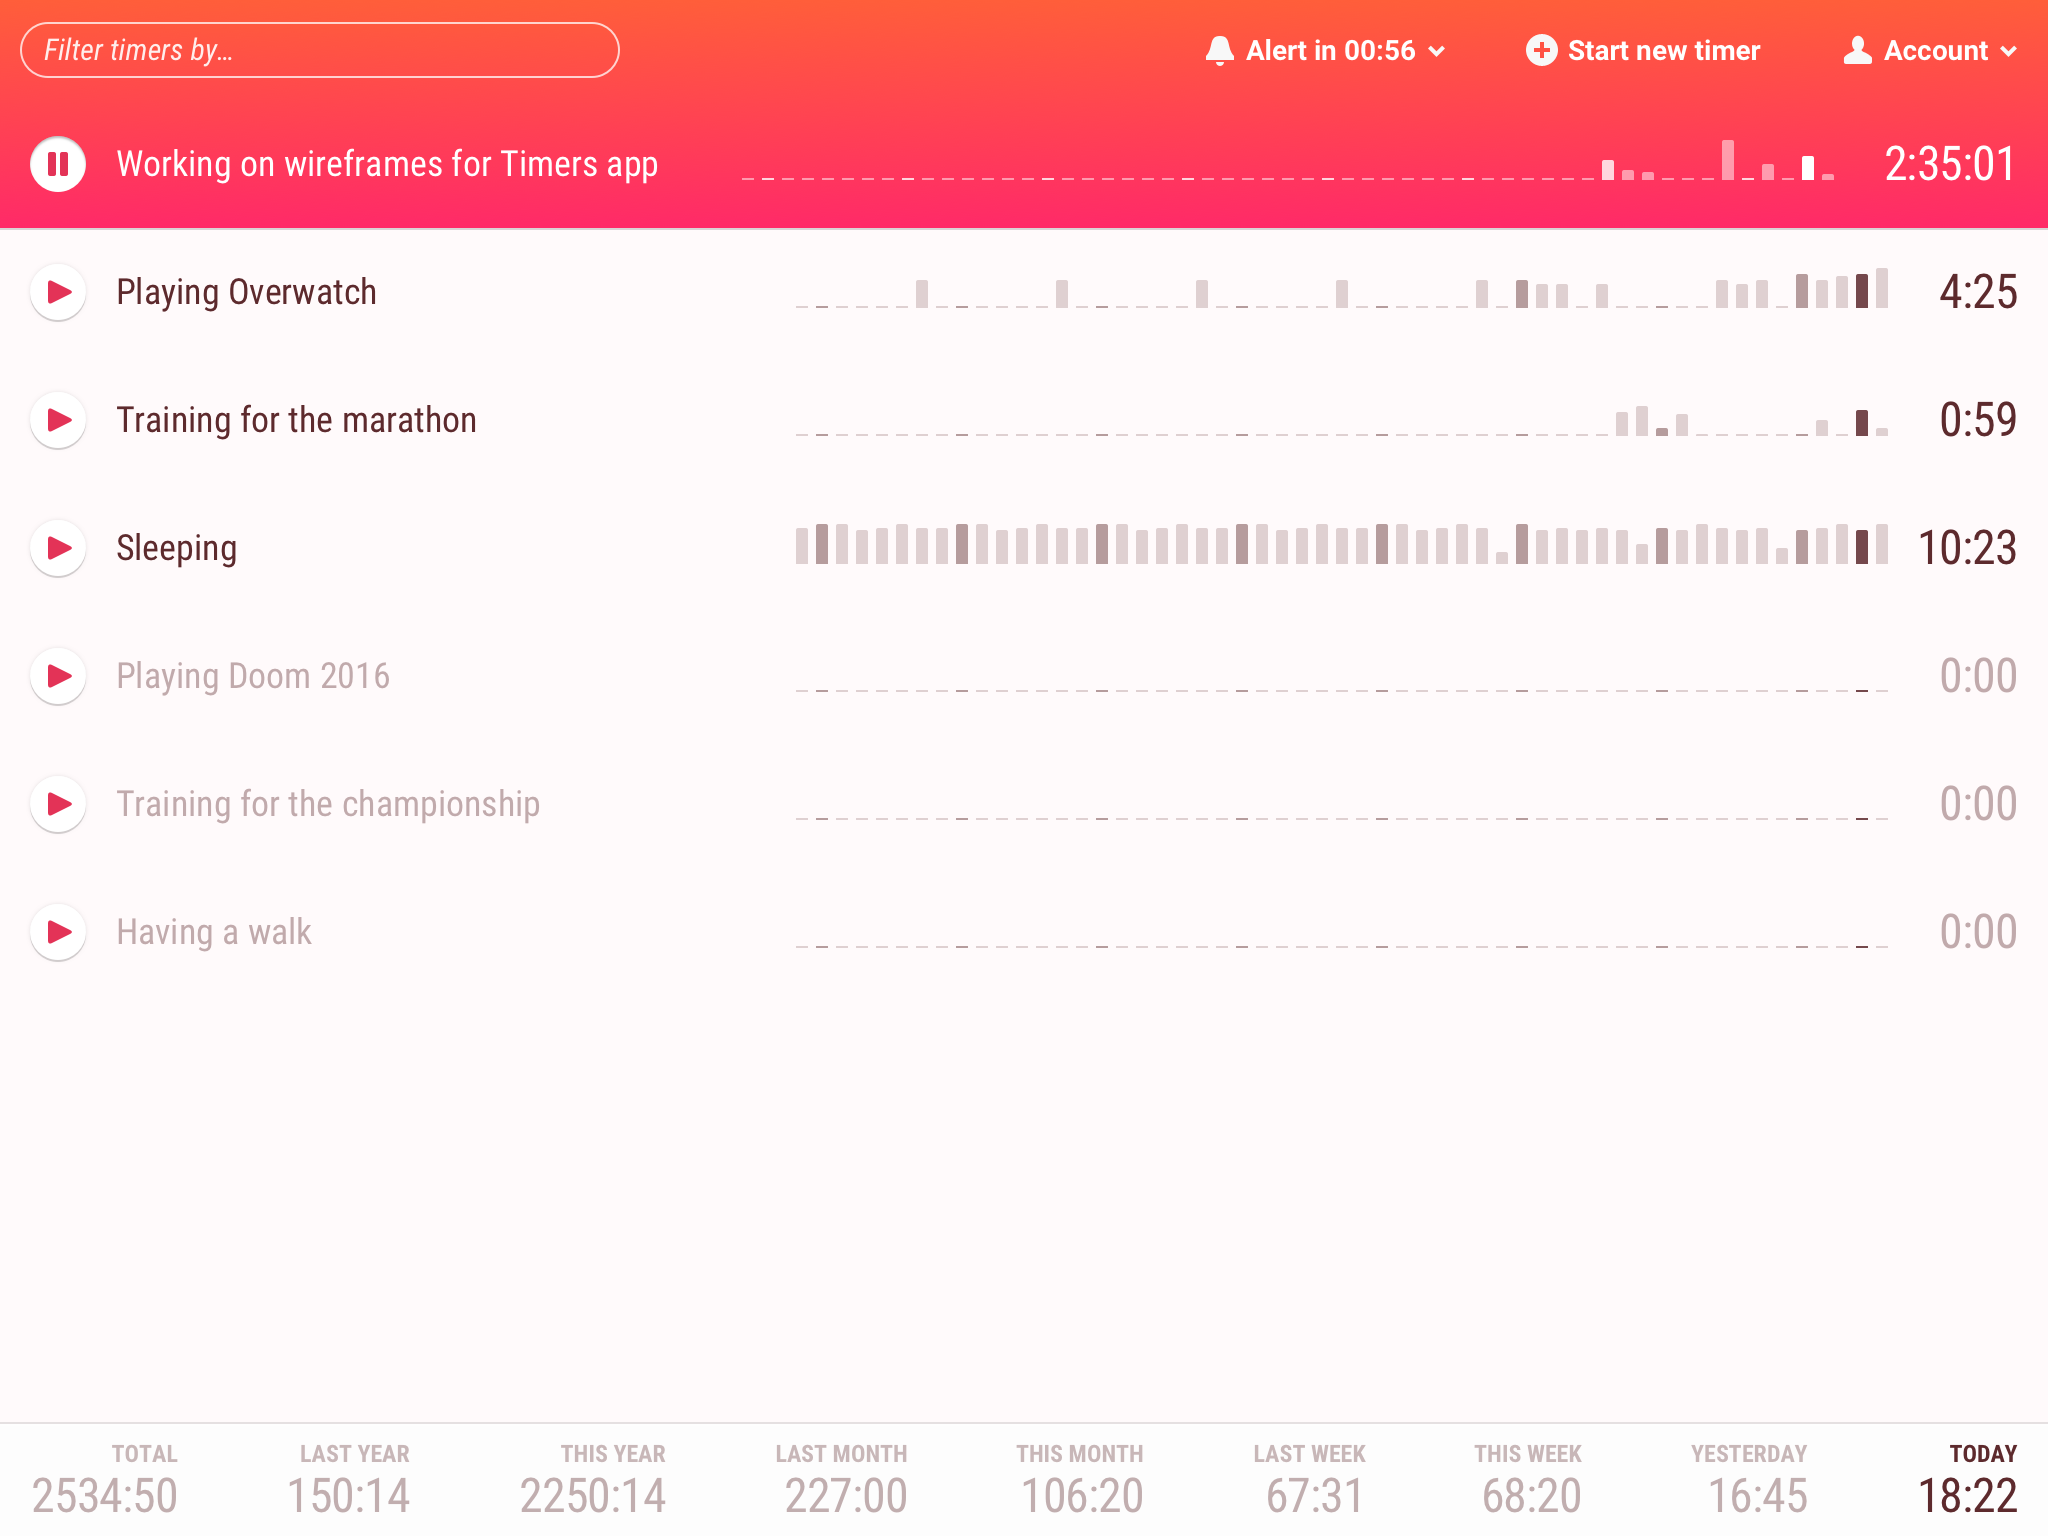 Filter timers by...
Alert in 00:56
Start new timer
Account
Working on wireframes for Timers app
2:35:01
Playing Overwatch
4:25
Training for the marathon
0:59
Sleeping
10:23
Playing Doom 2016
0:00
Training for the championship
0:00
Having a walk
0:00
TOTAL
2534:50
LAST YEAR
150:14
THIS YEAR
2250:14
LAST MONTH
227:00
THIS MONTH
106:20
LAST WEEK
67:31
THIS WEEK
68:20
YESTERDAY
16:45
TODAY
18:22